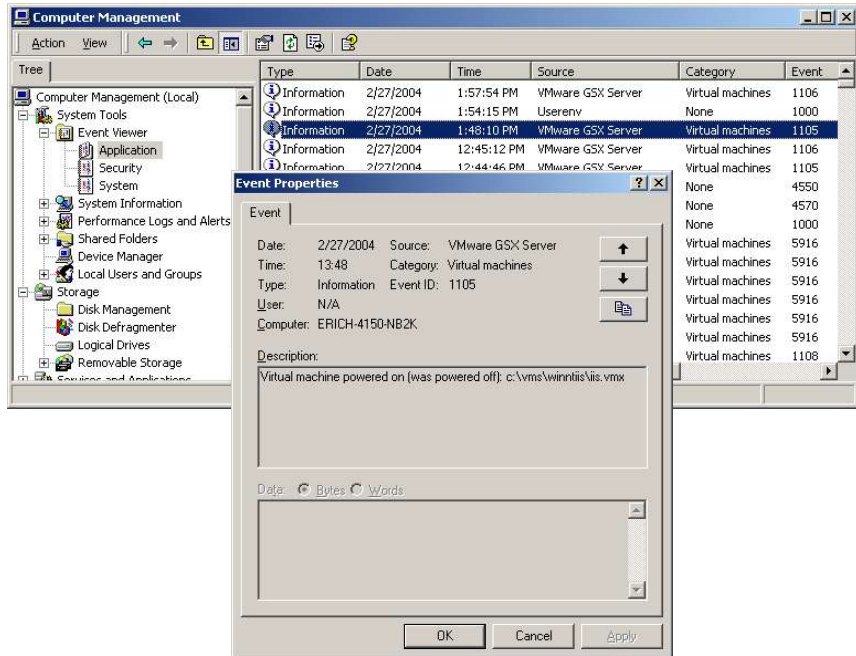 Computer Management
Action View
Tree
Type Date Time Source Category Event
Computer Management (Local)
System Tools
Event Viewer
Application
Security
System
System Information
Performance Logs and Alerts
Shared Folders
Device Manager
Local Users and Groups
Storage
Disk Management
Disk Defragmenter
Logical Drives
Removable Storage
Services and Applications
Information 2/27/2004 1:57:54 PM VMware GSX Server Virtual machines 1106
Information 2/27/2004 1:54:15 PM Userenv None 1000
Information 2/27/2004 1:48:10 PM VMware GSX Server Virtual machines 1105
Information 2/27/2004 12:45:12 PM VMware GSX Server Virtual machines 1106
Information 2/27/2004 12:44:46 PM VMware GSX Server Virtual machines 1105
None 4550
None 4570
None 1000
Virtual machines 5916
Virtual machines 5916
Virtual machines 5916
Virtual machines 5916
Virtual machines 5916
Virtual machines 5916
Virtual machines 1108
Event Properties
Event
Date: 2/27/2004 Source: VMware GSX Server
Time: 13:48 Category: Virtual machines
Type: Information Event ID: 1105
User: N/A
Computer: ERICH-4150-NB2K
Description:
Virtual machine powered on (was powered off): c:\vms\winntiis\iis.vmx
Data: Bytes Words
OK Cancel Apply